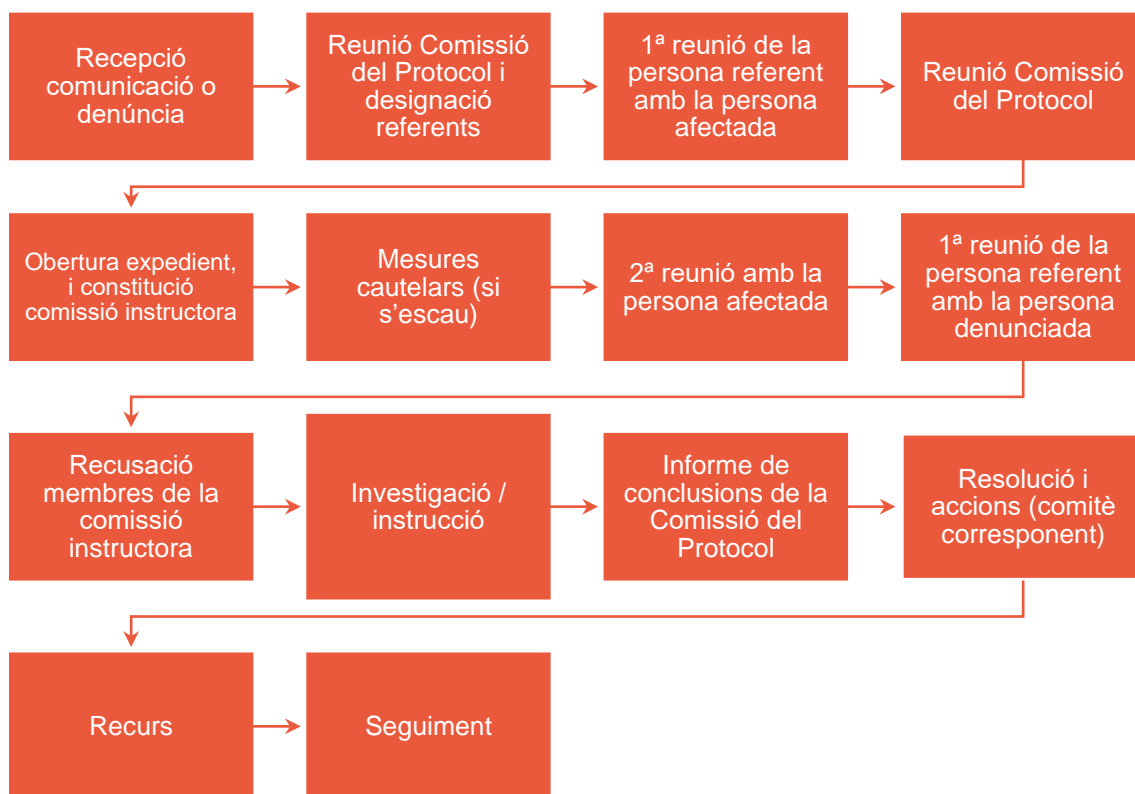 Recepció
comunicació o
denúncia
Reunió Comissió
del Protocol i
designació
referents
1ª reunió de la
persona referent
amb la persona
afectada
Reunió Comissió
del Protocol
Obertura expedient,
i constitució
comissió instructora
Mesures
cautelars (si
s’escau)
2ª reunió amb la
persona afectada
1ª reunió de la
persona referent
amb la persona
denunciada
Recusació
membres de la
comissió
instructora
Investigació /
instrucció
Informe de
conclusions de la
Comissió del
Protocol
Resolució i
accions (comitè
corresponent)
Recurs
Seguiment